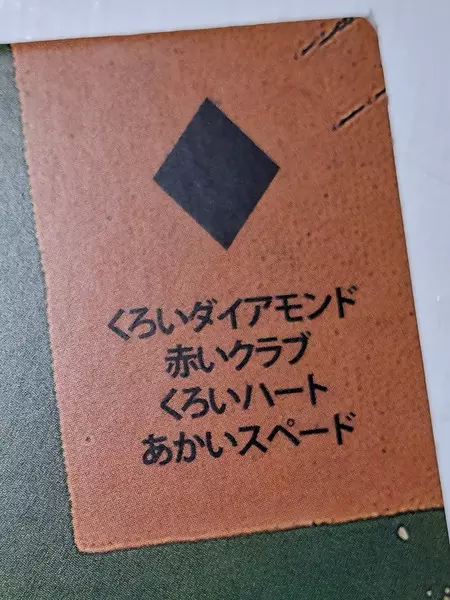 くろいダイアモンド
赤いクラブ
くろいハート
あかいスペード